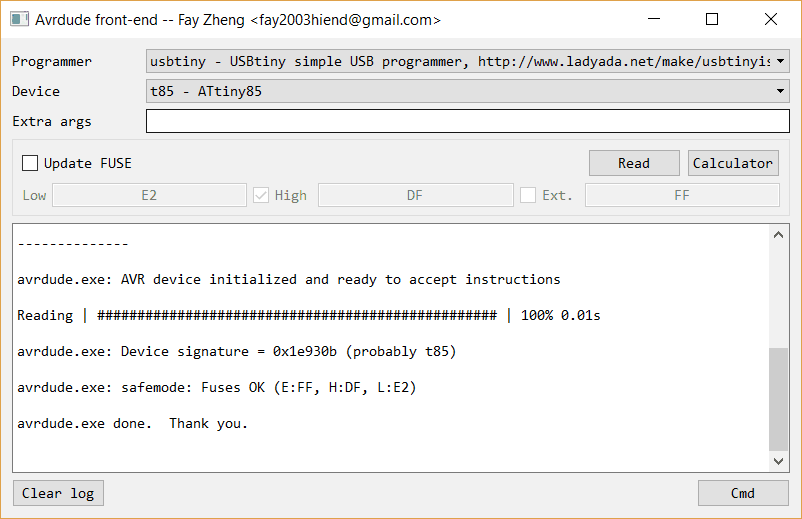 Avrdude front-end -- Fay Zheng <fay2003hiend@gmail.com>
Programmer usbtiny - USBtiny simple USB programmer, http://www.ladyada.net/make/usbtinyis
Device t85 - ATtiny85
Extra args
Update FUSE Read Calculator
Low E2 High DF Ext. FF
--------------
avrdude.exe: AVR device initialized and ready to accept instructions
Reading | ################################################## | 100% 0.01s
avrdude.exe: Device signature = 0x1e930b (probably t85)
avrdude.exe: safemode: Fuses OK (E:FF, H:DF, L:E2)
avrdude.exe done.  Thank you.
Clear log Cmd